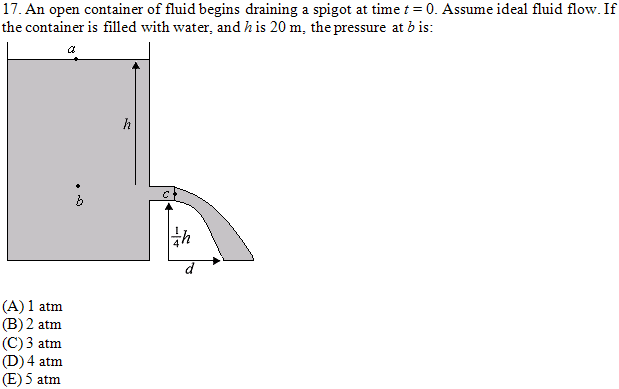 17. An open container of fluid begins draining a spigot at time t = 0. Assume ideal fluid flow. If
the container is filled with water, and h is 20 m, the pressure at b is:
a
h
b
c
1/4 h
d
(A) 1 atm
(B) 2 atm
(C) 3 atm
(D) 4 atm
(E) 5 atm